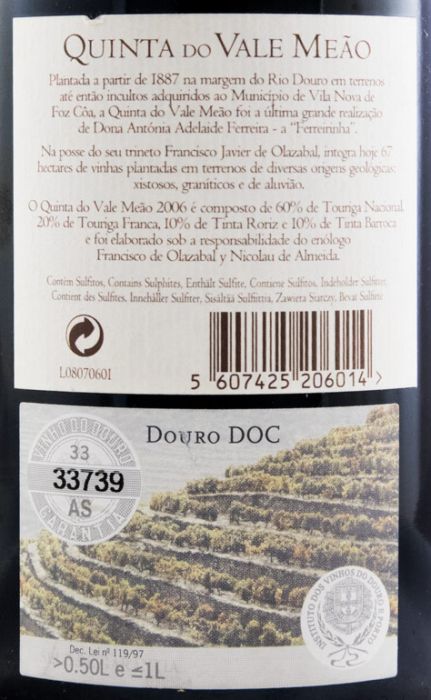 QUINTA DO VALE MEÃO
Plantada a partir de 1887 na margem do Rio Douro em terrenos
até então incultos adquiridos ao Município de Vila Nova de
Foz Côa, a Quinta do Vale Meão foi a última grande realização
de Dona Antónia Adelaide Ferreira - a "Ferreirinha".
Na posse do seu trineto Francisco Javier de Olazabal, integra hoje 67
hectares de vinhas plantadas em terrenos de diversas origens geológicas:
xistosos, graníticos e de aluvião.
O Quinta do Vale Meão 2006 é composto de 60% de Touriga Nacional
20% de Touriga Franca, 10% de Tinta Roriz e 10% de Tinta Barroca
e foi elaborado sob a responsabilidade do enólogo
Francisco de Olazabal y Nicolau de Almeida.
Contém Sulfitos, Contains Sulphites, Enthält Sulfite, Contiene Sulfitos, Indeholder Sulfitter,
Contient des Sulfites, Innehåller Sulfiter, Sisältää Sulfiittia, Zawiera Siarczy, Bevat Sulfiete
L0807060I
5 607425 206014 >
DOURO DOC
VINHO DO DOURO
33
33739
AS
GARANTIA
INSTITUTO DOS VINHOS DO DOURO E PORTO
Dec. Lei nº 119/97
>0.50L e ≤1L